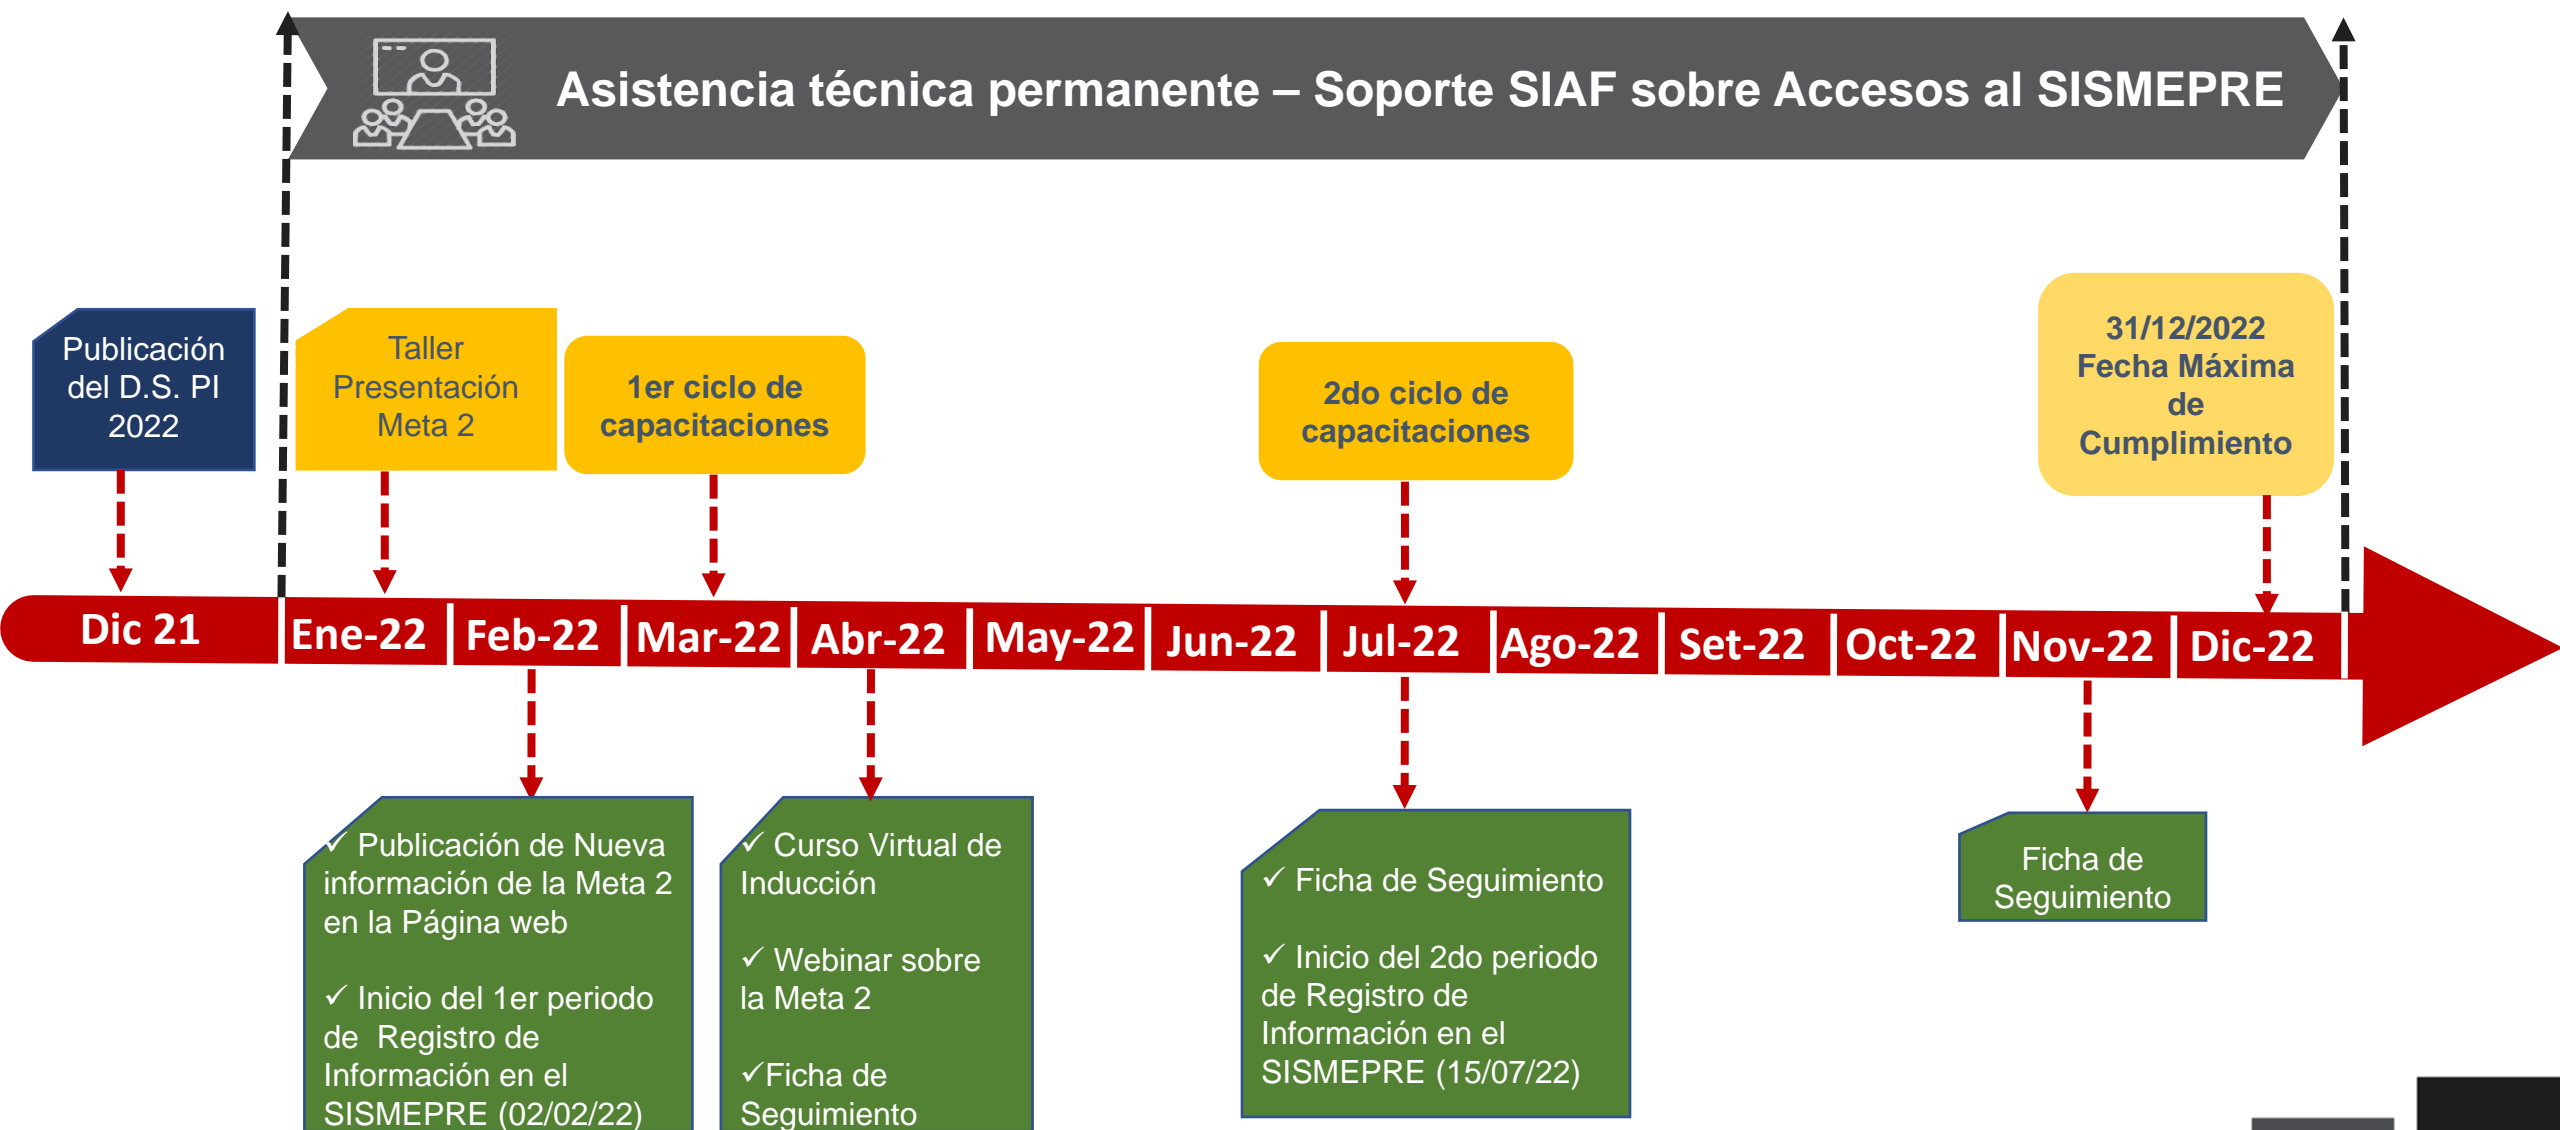 Asistencia técnica permanente – Soporte SIAF sobre Accesos al SISMEPRE
Publicación
del D.S. PI
2022
Taller
Presentación
Meta 2
1er ciclo de
capacitaciones
2do ciclo de
capacitaciones
31/12/2022
Fecha Máxima
de
Cumplimiento
Dic 21
Ene-22
Feb-22
Mar-22
Abr-22
May-22
Jun-22
Jul-22
Ago-22
Set-22
Oct-22
Nov-22
Dic-22
✓ Publicación de Nueva
información de la Meta 2
en la Página web
✓ Inicio del 1er periodo
de  Registro de
Información en el
SISMEPRE (02/02/22)
✓ Curso Virtual de
Inducción
✓ Webinar sobre
la Meta 2
✓Ficha de
Seguimiento
✓ Ficha de Seguimiento
✓ Inicio del 2do periodo
de Registro de
Información en el
SISMEPRE (15/07/22)
Ficha de
Seguimiento